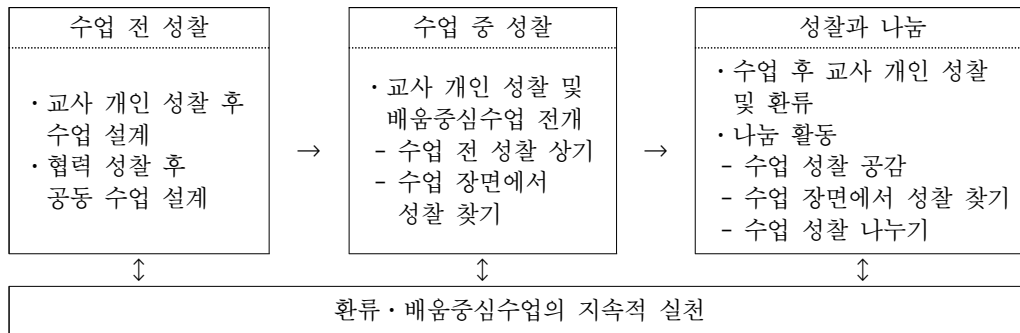 수업 전 성찰
・교사 개인 성찰 후
수업 설계
・협력 성찰 후
공동 수업 설계
→
수업 중 성찰
・교사 개인 성찰 및
배움중심수업 전개
- 수업 전 성찰 상기
- 수업 장면에서
성찰 찾기
→
성찰과 나눔
・수업 후 교사 개인 성찰
및 환류
・나눔 활동
- 수업 성찰 공감
- 수업 장면에서 성찰 찾기
- 수업 성찰 나누기
↕ ↕ ↕
환류・배움중심수업의 지속적 실천